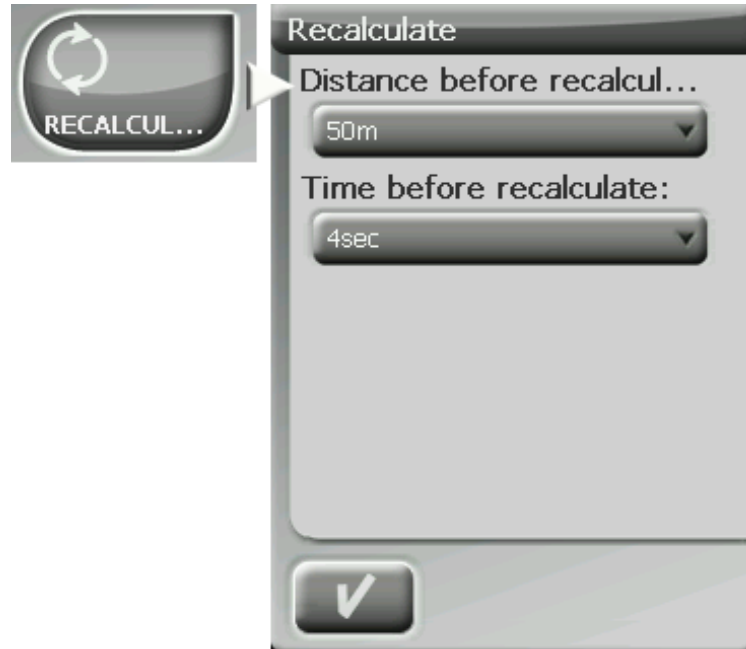 RECALCUL...
Recalculate
Distance before recalcul...
50m
Time before recalculate:
4sec